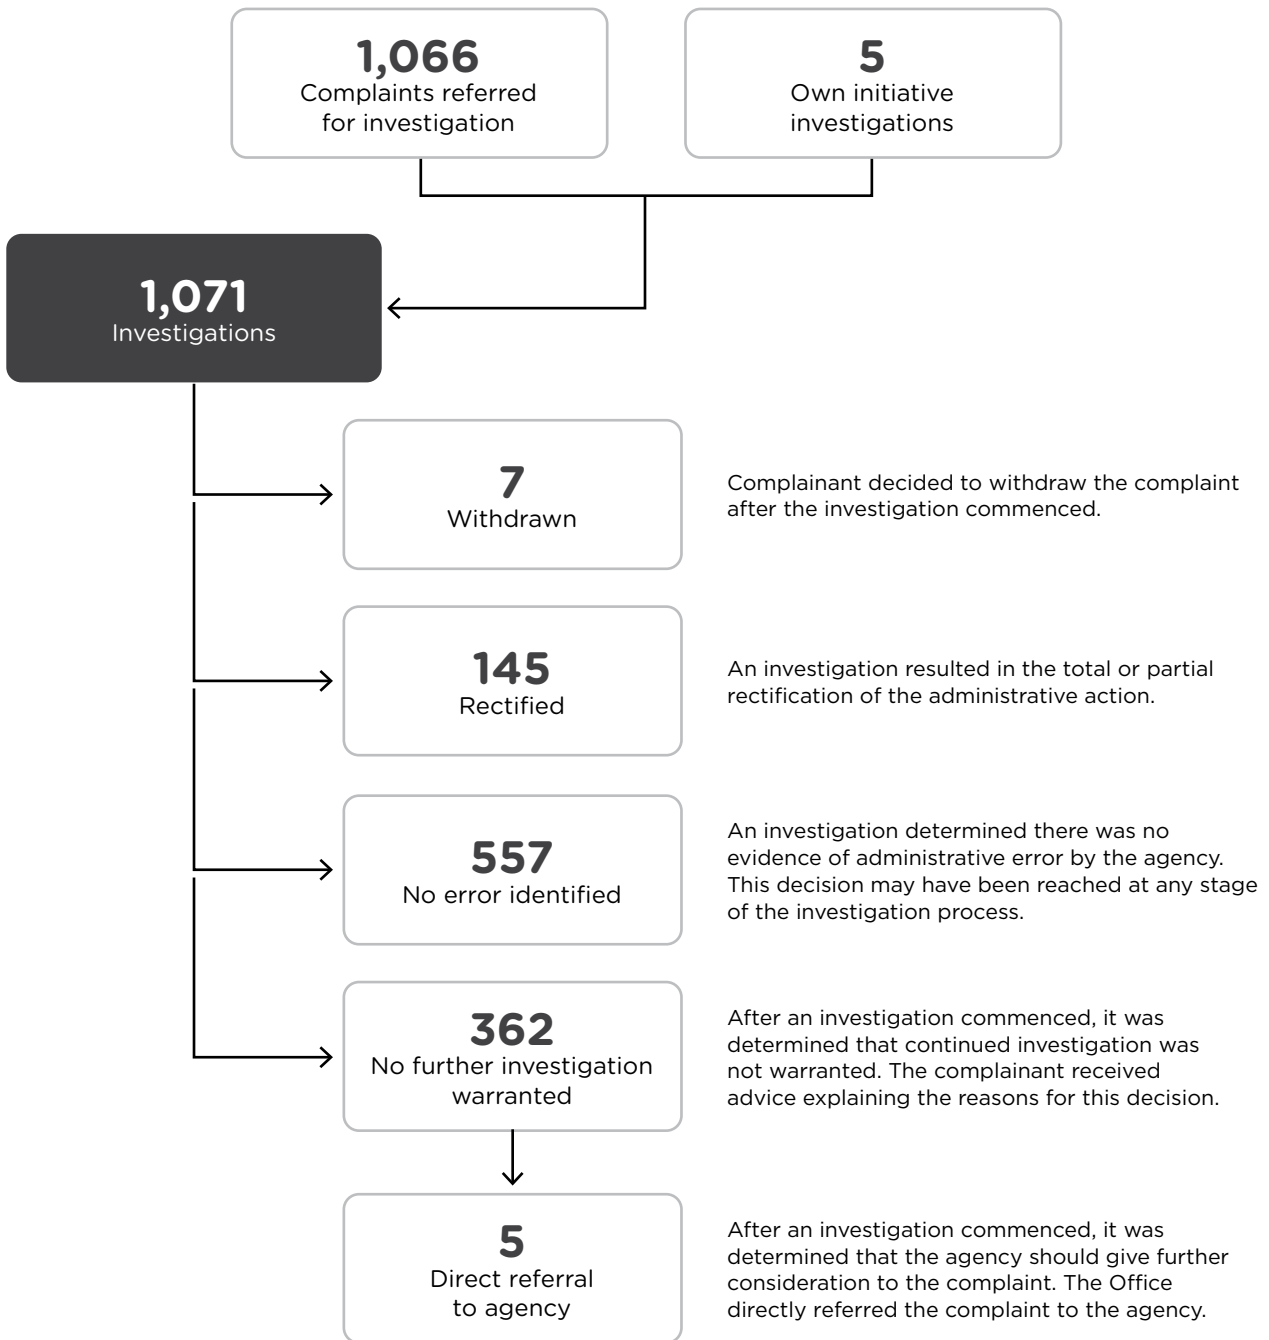 1,066
Complaints referred
for investigation
5
Own initiative
investigations
1,071
Investigations
7
Withdrawn
Complainant decided to withdraw the complaint
after the investigation commenced.
145
Rectified
An investigation resulted in the total or partial
rectification of the administrative action.
557
No error identified
An investigation determined there was no
evidence of administrative error by the agency.
This decision may have been reached at any stage
of the investigation process.
362
No further investigation
warranted
After an investigation commenced, it was
determined that continued investigation was
not warranted. The complainant received
advice explaining the reasons for this decision.
5
Direct referral
to agency
After an investigation commenced, it was
determined that the agency should give further
consideration to the complaint. The Office
directly referred the complaint to the agency.